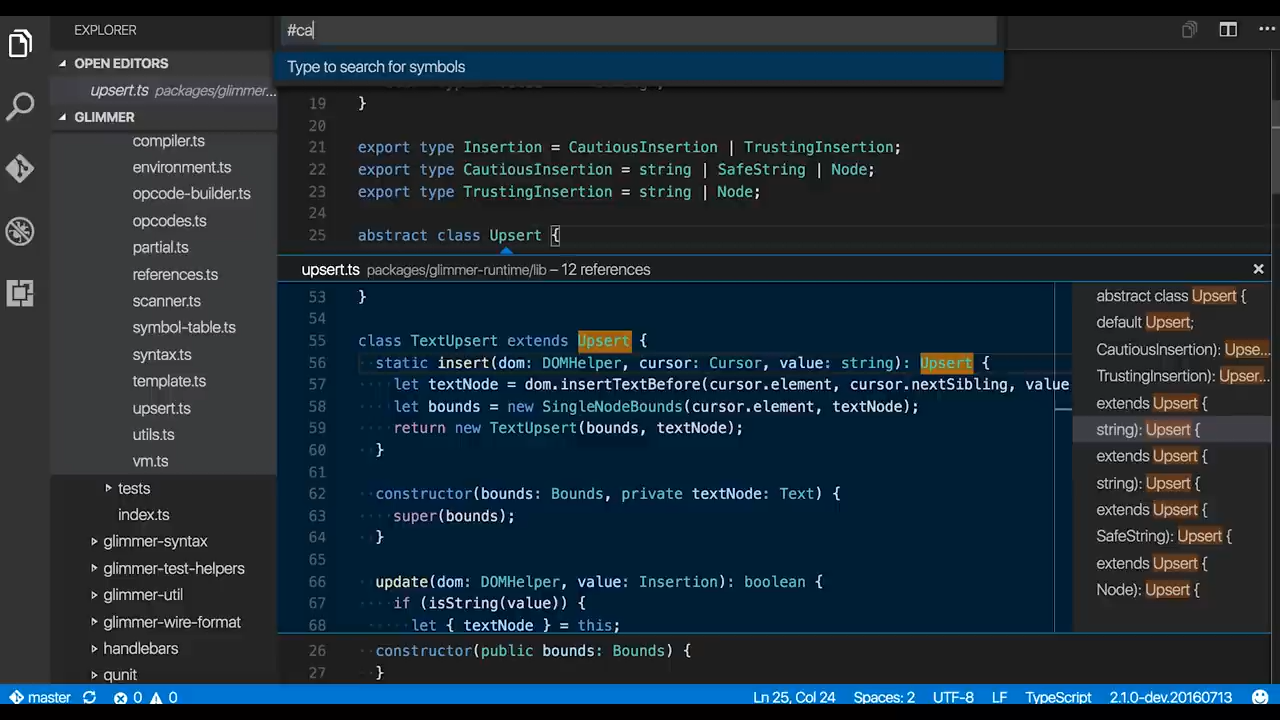 EXPLORER
OPEN EDITORS
upsert.ts packages/glimmer...
GLIMMER
compiler.ts
environment.ts
opcode-builder.ts
opcodes.ts
partial.ts
references.ts
scanner.ts
symbol-table.ts
syntax.ts
template.ts
upsert.ts
utils.ts
vm.ts
tests
index.ts
glimmer-syntax
glimmer-test-helpers
glimmer-util
glimmer-wire-format
handlebars
qunit
#ca
Type to search for symbols
19 }
20
21 export type Insertion = CautiousInsertion | TrustingInsertion;
22 export type CautiousInsertion = string | SafeString | Node;
23 export type TrustingInsertion = string | Node;
24
25 abstract class Upsert {
upsert.ts packages/glimmer-runtime/lib – 12 references
53 }
54
55 class TextUpsert extends Upsert {
56 static insert(dom: DOMHelper, cursor: Cursor, value: string): Upsert {
57 let textNode = dom.insertTextBefore(cursor.element, cursor.nextSibling, value
58 let bounds = new SingleNodeBounds(cursor.element, textNode);
59 return new TextUpsert(bounds, textNode);
60 }
61
62 constructor(bounds: Bounds, private textNode: Text) {
63 super(bounds);
64 }
65
66 update(dom: DOMHelper, value: Insertion): boolean {
67 if (isString(value)) {
68 let { textNode } = this;
abstract class Upsert {
default Upsert;
CautiousInsertion): Upse...
TrustingInsertion): Upser...
extends Upsert {
string): Upsert {
extends Upsert {
string): Upsert {
extends Upsert {
SafeString): Upsert {
extends Upsert {
Node): Upsert {
26 constructor(public bounds: Bounds) {
27 }
master 0 0 Ln 25, Col 24 Spaces: 2 UTF-8 LF TypeScript 2.1.0-dev.20160713